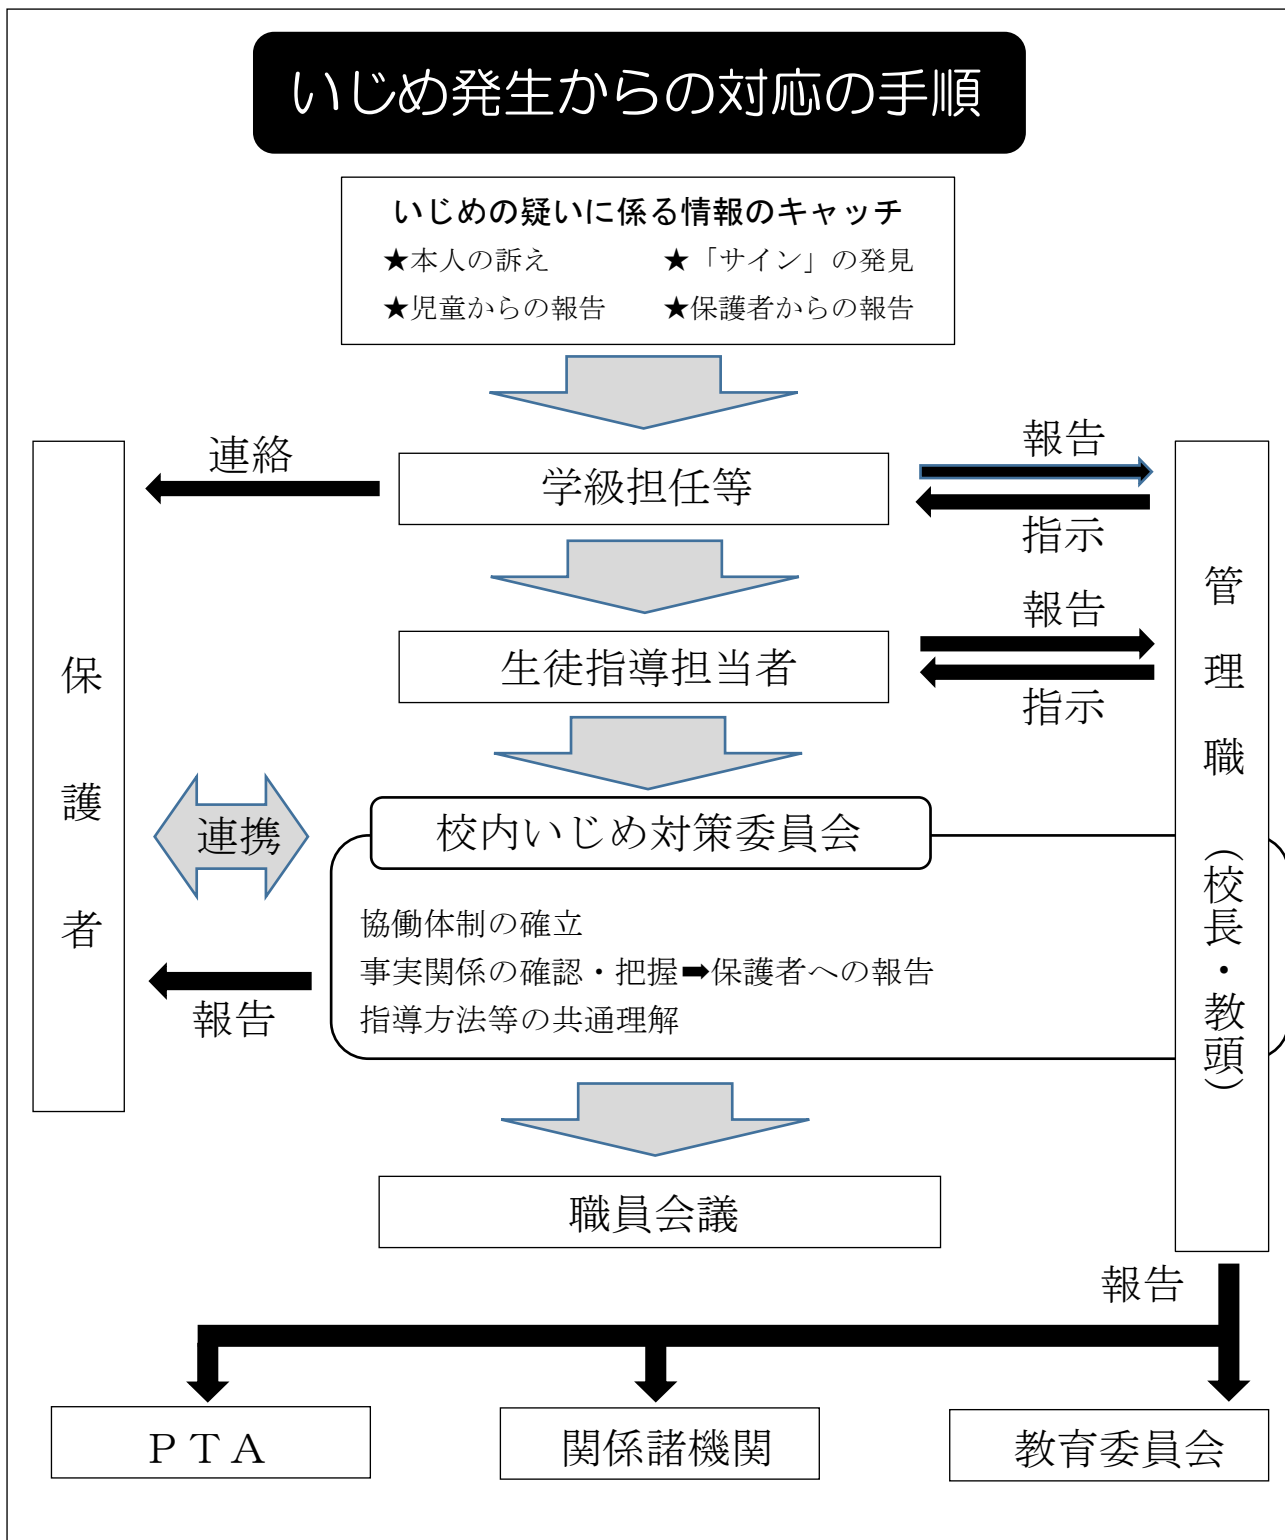 いじめ発生からの対応の手順
いじめの疑いに係る情報のキャッチ
★本人の訴え ★「サイン」の発見
★児童からの報告 ★保護者からの報告
連絡
学級担任等
報告
指示
生徒指導担当者
報告
指示
保護者
管理職(校長・教頭)
連携
校内いじめ対策委員会
協働体制の確立
事実関係の確認・把握➡保護者への報告
指導方法等の共通理解
報告
職員会議
報告
ＰＴＡ
関係諸機関
教育委員会